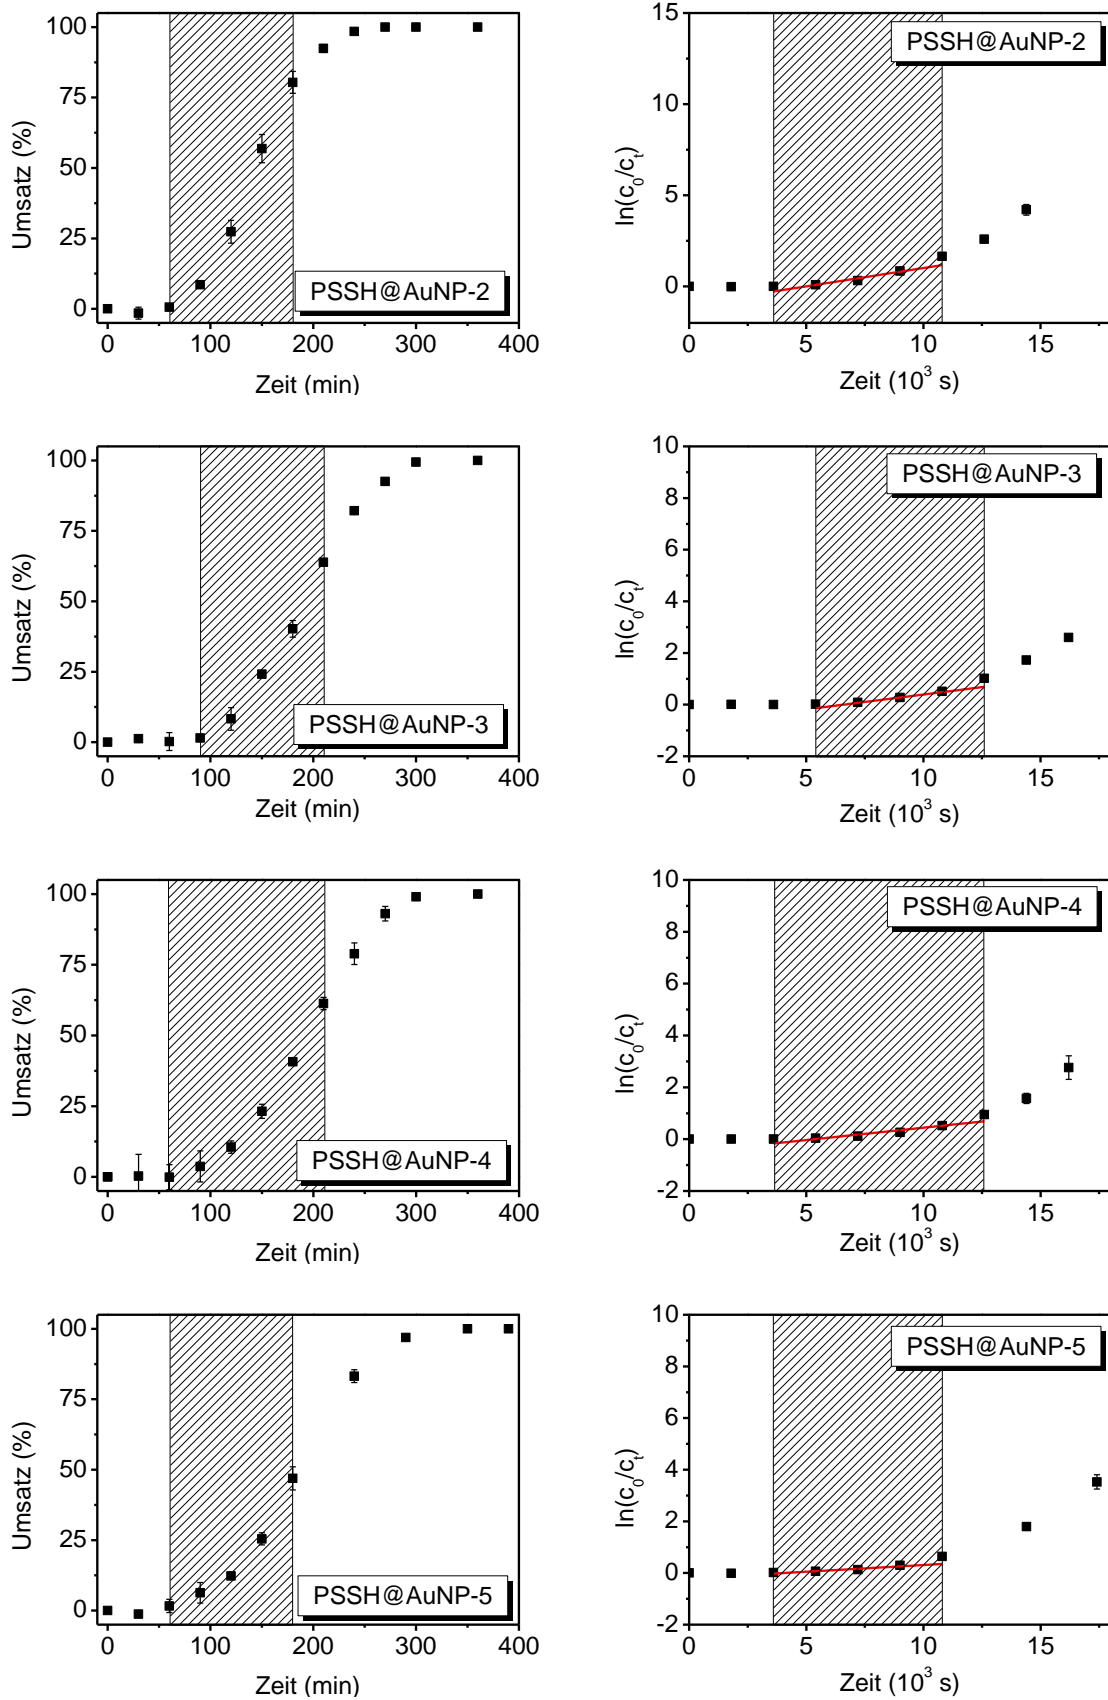 100
75
50
25
0
Umsatz (%)
PSSH@AuNP-2
0 100 200 300 400
Zeit (min)
15
10
5
0
ln(c₀/cₜ)
PSSH@AuNP-2
0 5 10 15
Zeit (10³ s)
100
75
50
25
0
Umsatz (%)
PSSH@AuNP-3
0 100 200 300 400
Zeit (min)
10
8
6
4
2
0
-2
ln(c₀/cₜ)
PSSH@AuNP-3
0 5 10 15
Zeit (10³ s)
100
75
50
25
0
Umsatz (%)
PSSH@AuNP-4
0 100 200 300 400
Zeit (min)
10
8
6
4
2
0
-2
ln(c₀/cₜ)
PSSH@AuNP-4
0 5 10 15
Zeit (10³ s)
100
75
50
25
0
Umsatz (%)
PSSH@AuNP-5
0 100 200 300 400
Zeit (min)
10
8
6
4
2
0
-2
ln(c₀/cₜ)
PSSH@AuNP-5
0 5 10 15
Zeit (10³ s)